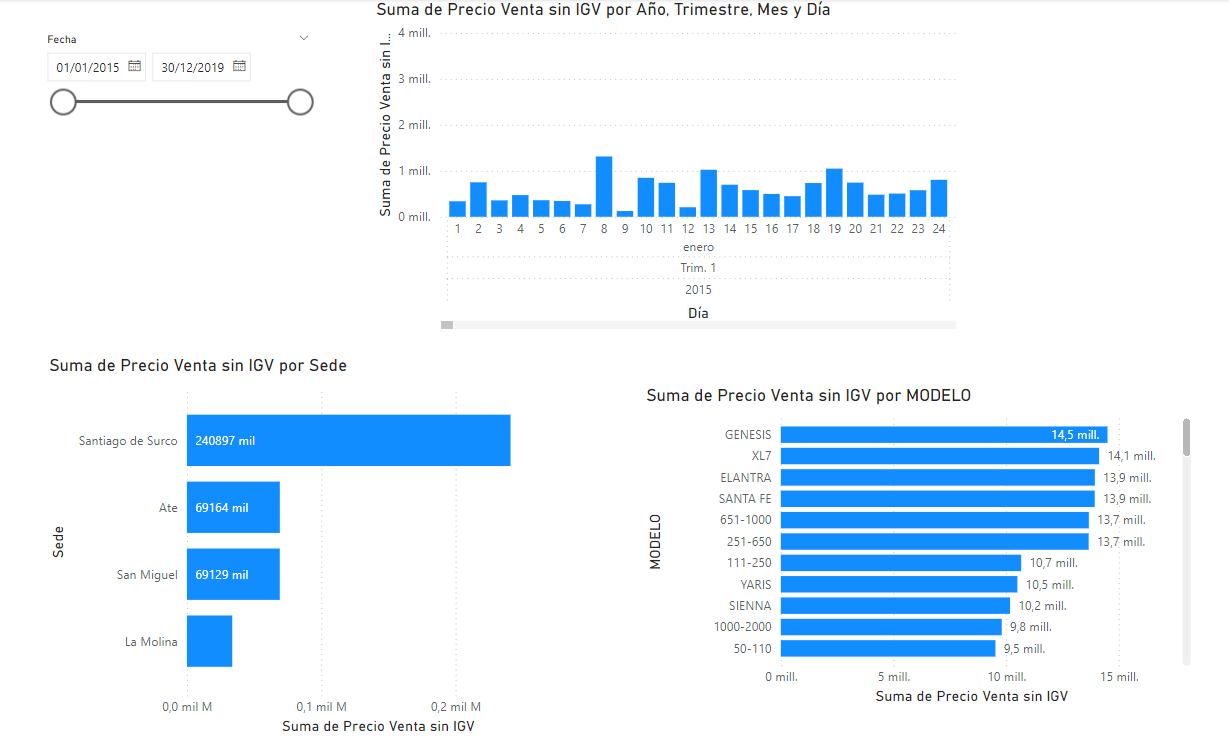 Suma de Precio Venta sin IGV por Año, Trimestre, Mes y Día
Fecha
01/01/2015 30/12/2019
Suma de Precio Venta sin I...
4 mill.
3 mill.
2 mill.
1 mill.
0 mill.
1 2 3 4 5 6 7 8 9 10 11 12 13 14 15 16 17 18 19 20 21 22 23 24
enero
Trim. 1
2015
Día
Suma de Precio Venta sin IGV por Sede
Sede
Santiago de Surco 240897 mil
Ate 69164 mil
San Miguel 69129 mil
La Molina
0,0 mil M 0,1 mil M 0,2 mil M
Suma de Precio Venta sin IGV
Suma de Precio Venta sin IGV por MODELO
MODELO
GENESIS 14,5 mill.
XL7 14,1 mill.
ELANTRA 13,9 mill.
SANTA FE 13,9 mill.
651-1000 13,7 mill.
251-650 13,7 mill.
111-250 10,7 mill.
YARIS 10,5 mill.
SIENNA 10,2 mill.
1000-2000 9,8 mill.
50-110 9,5 mill.
0 mill. 5 mill. 10 mill. 15 mill.
Suma de Precio Venta sin IGV